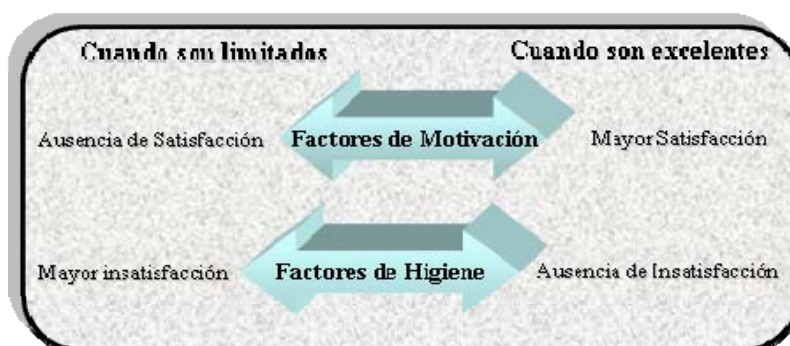 Cuando son limitados
Cuando son excelentes
Ausencia de Satisfacción
Factores de Motivación
Mayor Satisfacción
Mayor insatisfacción
Factores de Higiene
Ausencia de Insatisfacción